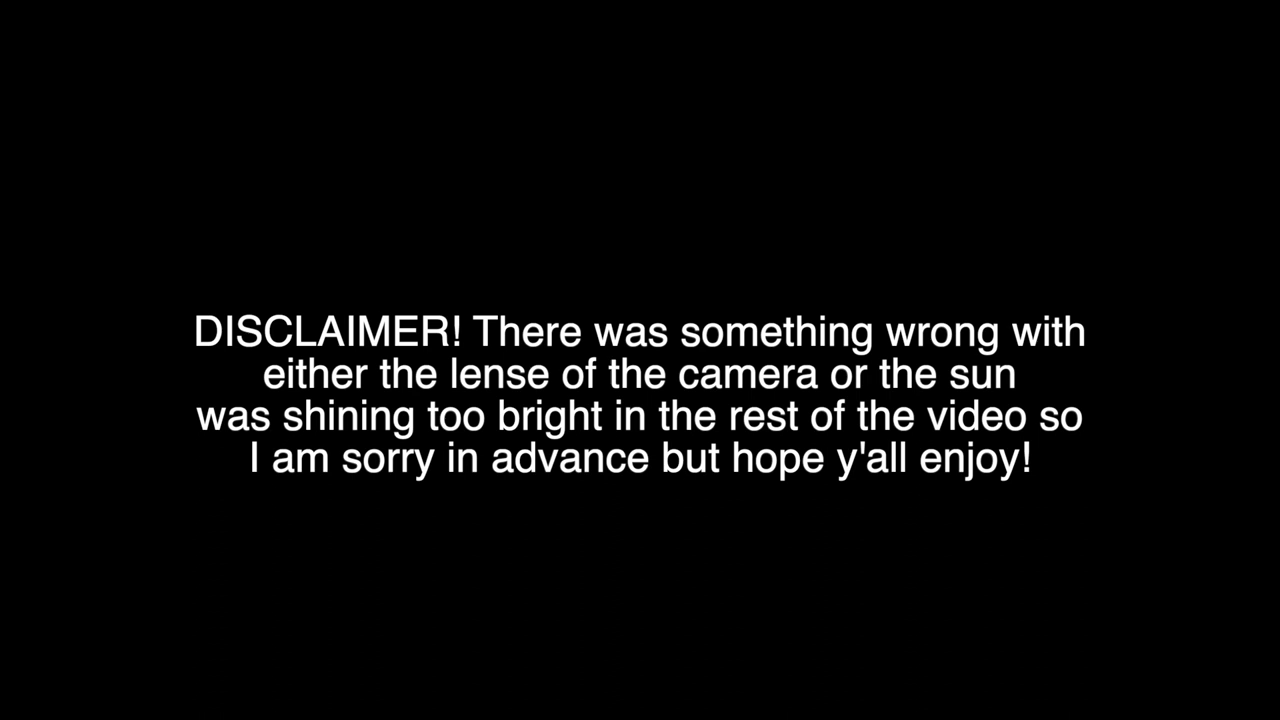 DISCLAIMER! There was something wrong with
either the lense of the camera or the sun
was shining too bright in the rest of the video so
I am sorry in advance but hope y'all enjoy!